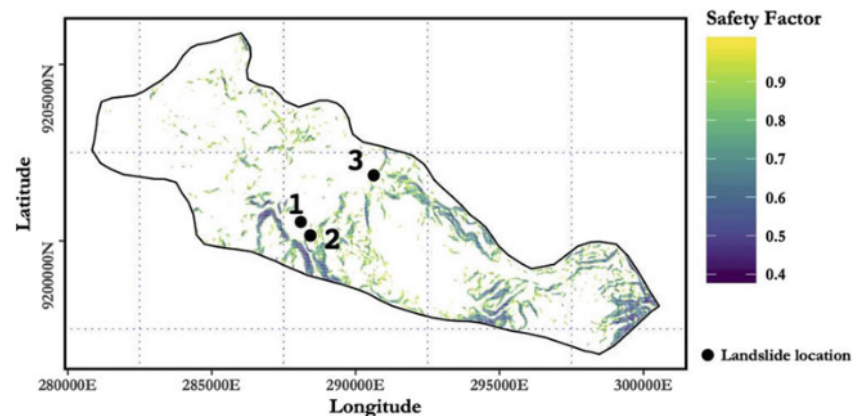 Safety Factor
0.9
0.8
0.7
0.6
0.5
0.4
Landslide location
3
1
2
Latitude
9205000N
9200000N
280000E
285000E
290000E
295000E
300000E
Longitude